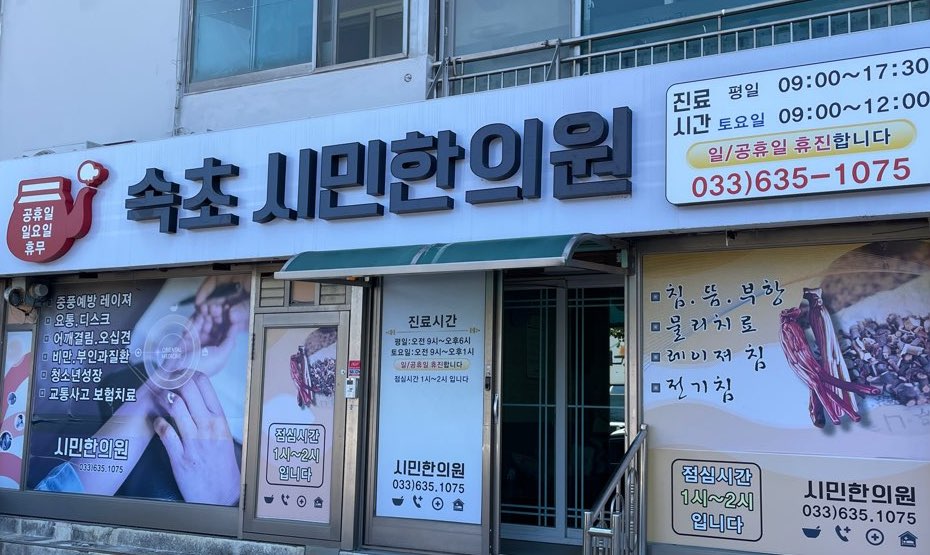 진료 평일 09:00~17:30
시간 토요일 09:00~12:00
일/공휴일 휴진합니다
033)635-1075
속초 시민한의원
공휴일
일요일
휴무
중풍예방 레이져
요통.디스크
어깨결림.오십견
비만.부인과질환
청소년성장
교통사고 보험치료
ORIENTAL
MEDICINE
시민한의원
033)635.1075
점심시간
1시~2시
입니다
진료시간
평일:오전 9시~오후6시
토요일:오전 9시~오후1시
일/공휴일 휴진합니다
점심시간 1시~2시 입니다
시민한의원
033)635.1075
침.뜸.부항
물리치료
레이져 침
전기침
점심시간
1시~2시
입니다
시민한의원
033)635.1075